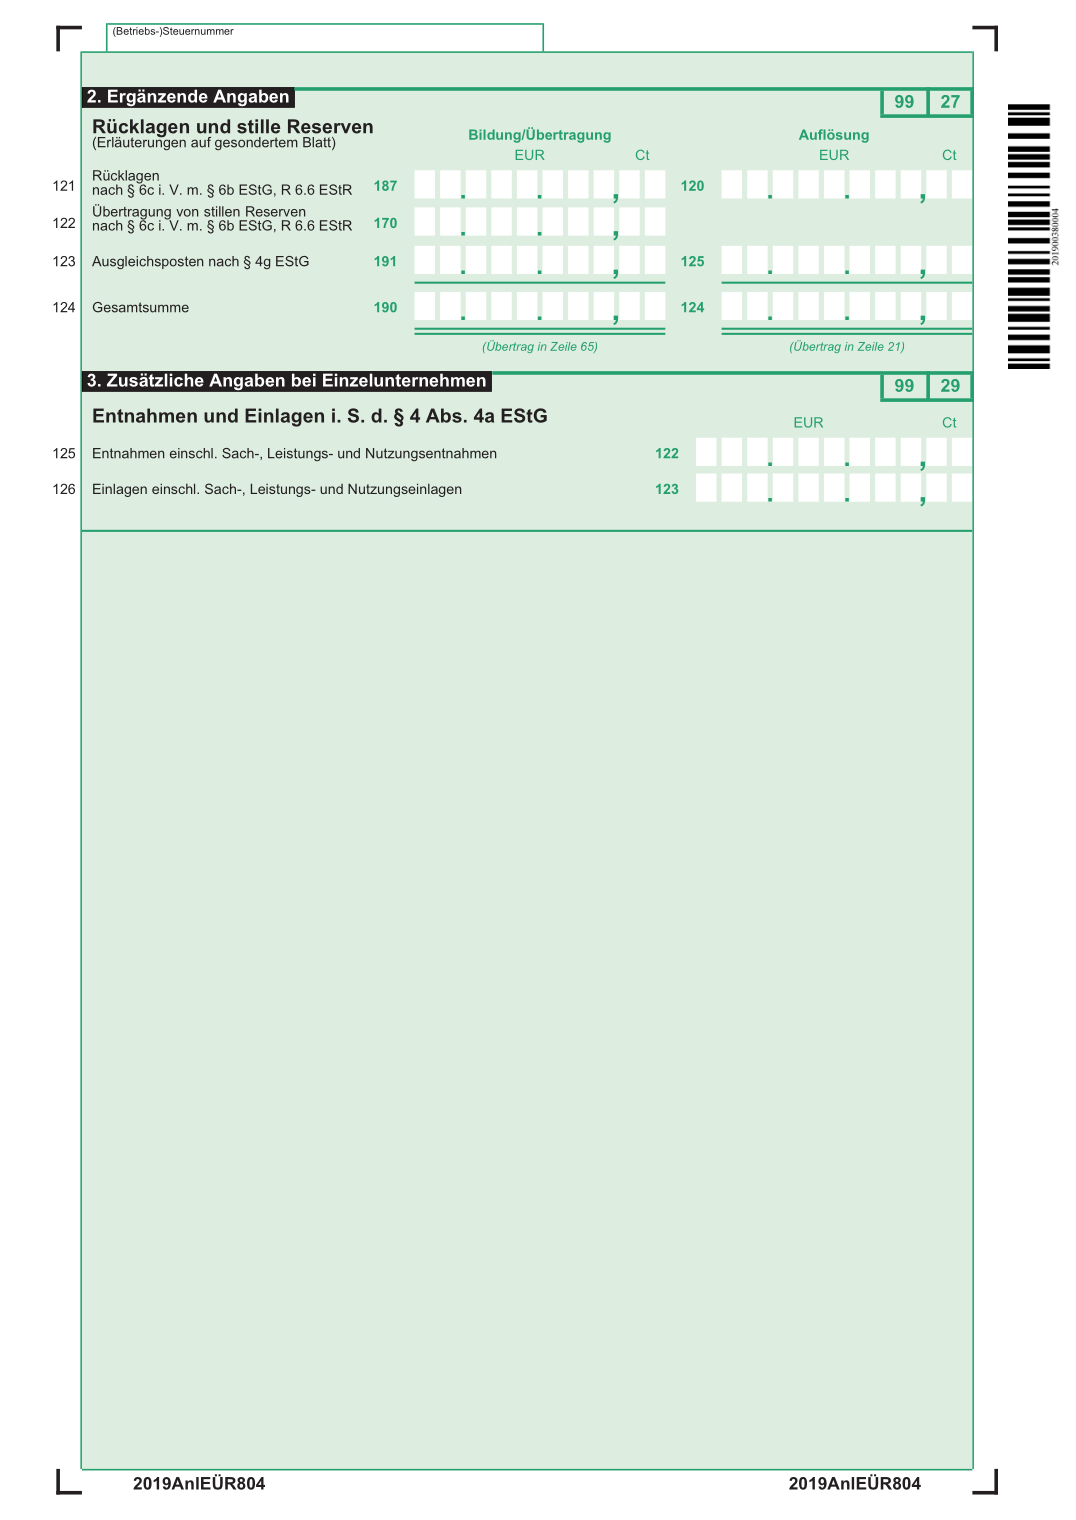 (Betriebs-)Steuernummer
2. Ergänzende Angaben
99 27
Rücklagen und stille Reserven
(Erläuterungen auf gesondertem Blatt)
Bildung/Übertragung Auflösung
EUR Ct EUR Ct
121 Rücklagen
nach § 6c i. V. m. § 6b EStG, R 6.6 EStR 187 . . , 120 . . ,
122 Übertragung von stillen Reserven
nach § 6c i. V. m. § 6b EStG, R 6.6 EStR 170 . . ,
123 Ausgleichsposten nach § 4g EStG 191 . . , 125 . . ,
124 Gesamtsumme 190 . . , 124 . . ,
(Übertrag in Zeile 65) (Übertrag in Zeile 21)
3. Zusätzliche Angaben bei Einzelunternehmen
99 29
Entnahmen und Einlagen i. S. d. § 4 Abs. 4a EStG
EUR Ct
125 Entnahmen einschl. Sach-, Leistungs- und Nutzungsentnahmen 122 . . ,
126 Einlagen einschl. Sach-, Leistungs- und Nutzungseinlagen 123 . . ,
201900380004
2019AnlEÜR804 2019AnlEÜR804